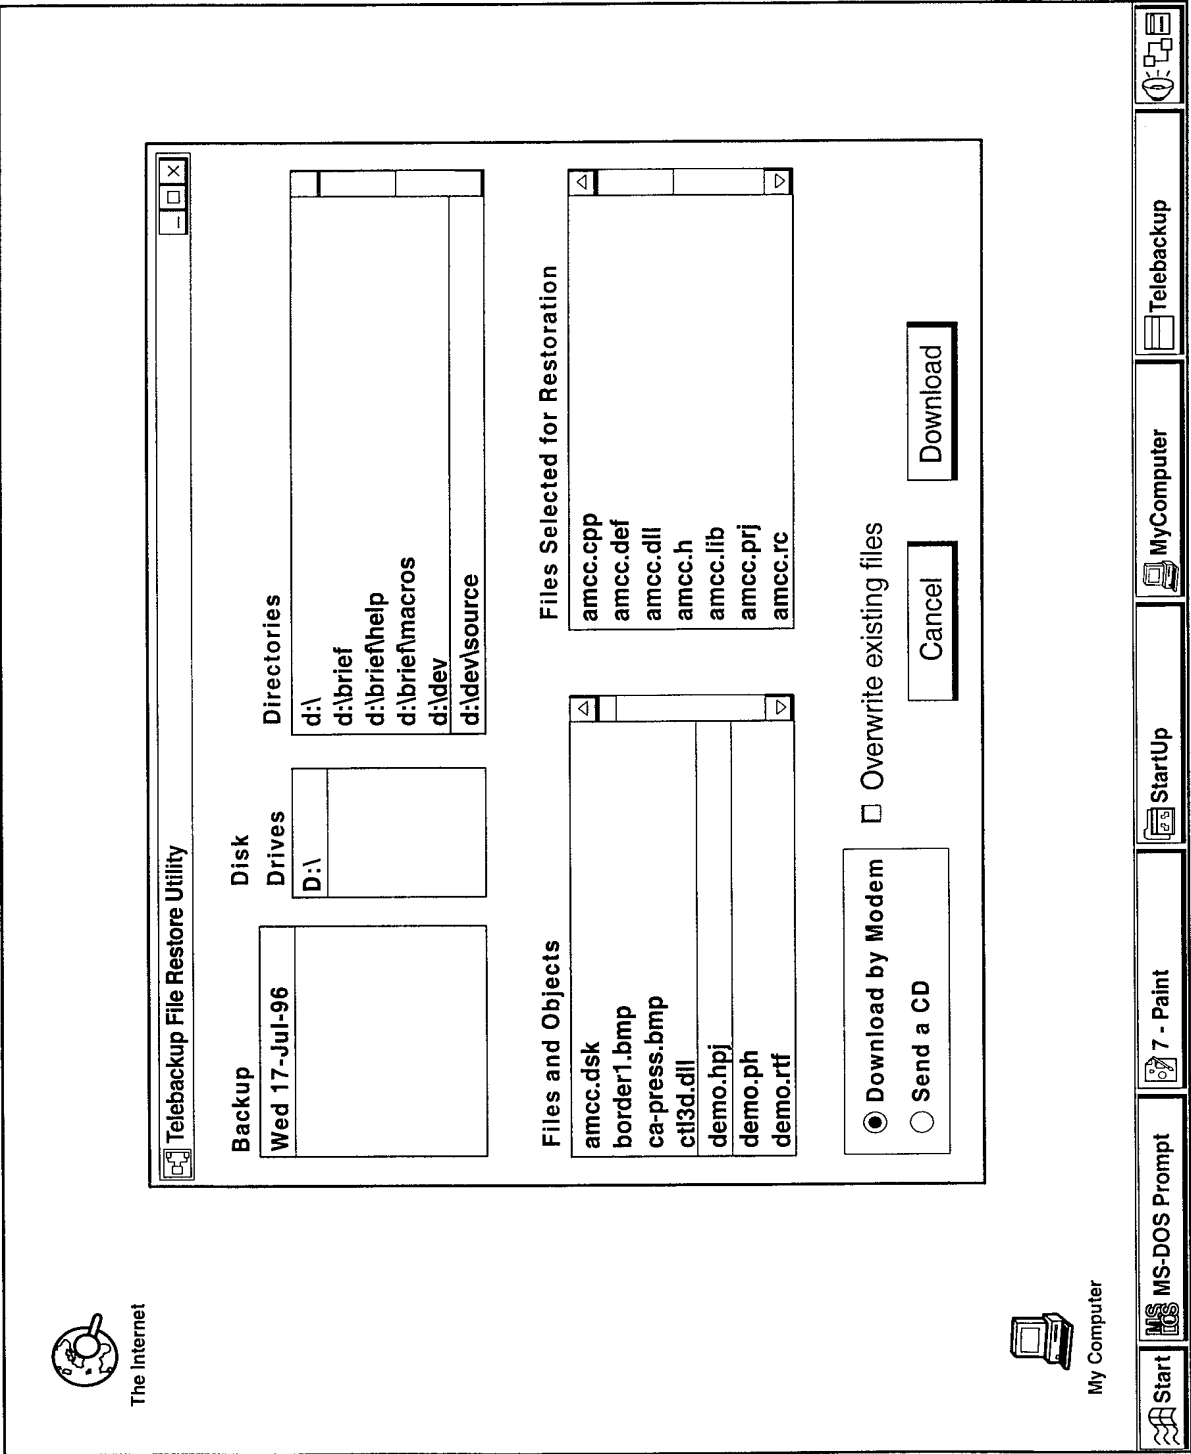 The Internet
Telebackup File Restore Utility
Backup
Wed 17-Jul-96
Disk
Drives
D:\
Directories
d:\
d:\brief
d:\brief\help
d:\brief\macros
d:\dev
d:\dev\source
Files and Objects
amcc.dsk
border1.bmp
ca-press.bmp
ctl3d.dll
demo.hpj
demo.ph
demo.rtf
Files Selected for Restoration
amcc.cpp
amcc.def
amcc.dll
amcc.h
amcc.lib
amcc.prj
amcc.rc
Download by Modem
Send a CD
Overwrite existing files
Cancel
Download
My Computer
Start
MS DOS MS-DOS Prompt
7 - Paint
StartUp
MyComputer
Telebackup